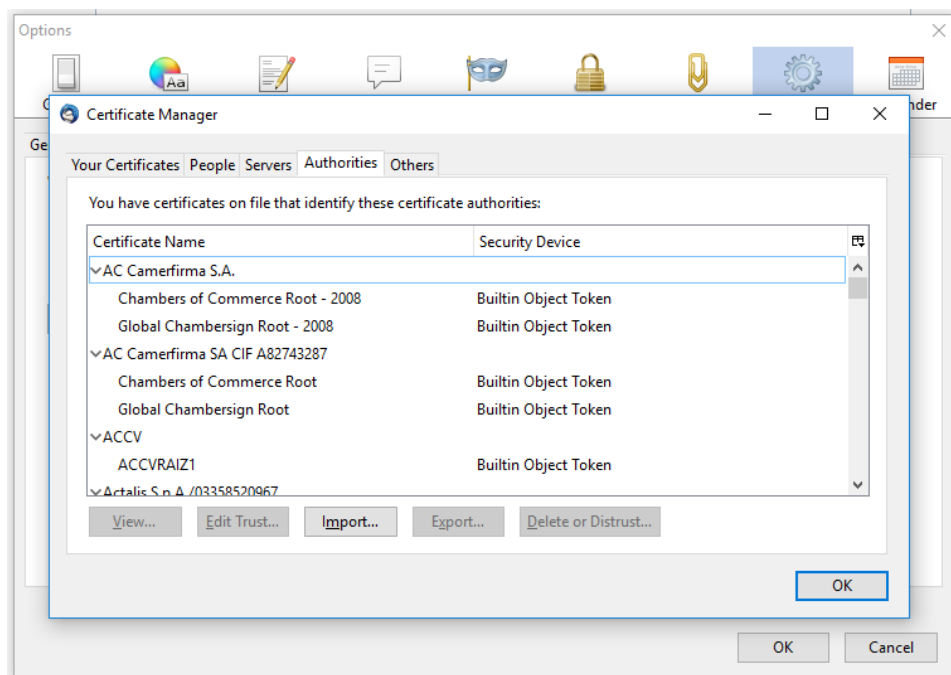 Options
Aa
Certificate Manager
nder
Ge
Your Certificates People Servers Authorities Others
You have certificates on file that identify these certificate authorities:
Certificate Name Security Device
AC Camerfirma S.A.
Chambers of Commerce Root - 2008 Builtin Object Token
Global Chambersign Root - 2008 Builtin Object Token
AC Camerfirma SA CIF A82743287
Chambers of Commerce Root Builtin Object Token
Global Chambersign Root Builtin Object Token
ACCV
ACCVRAIZ1 Builtin Object Token
Actalis S.p.A./03358520967
View... Edit Trust... Import... Export... Delete or Distrust...
OK
OK Cancel